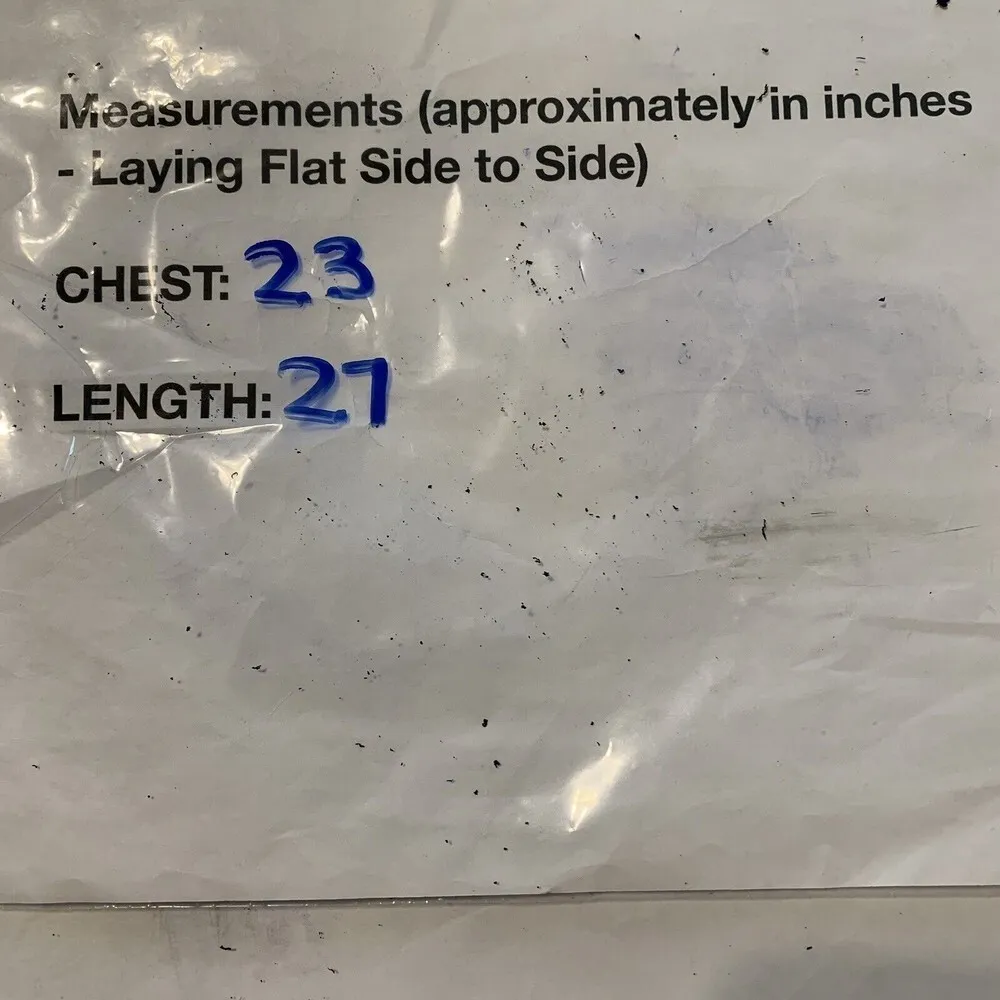 Measurements (approximately in inches
- Laying Flat Side to Side)
CHEST: 23
LENGTH: 27